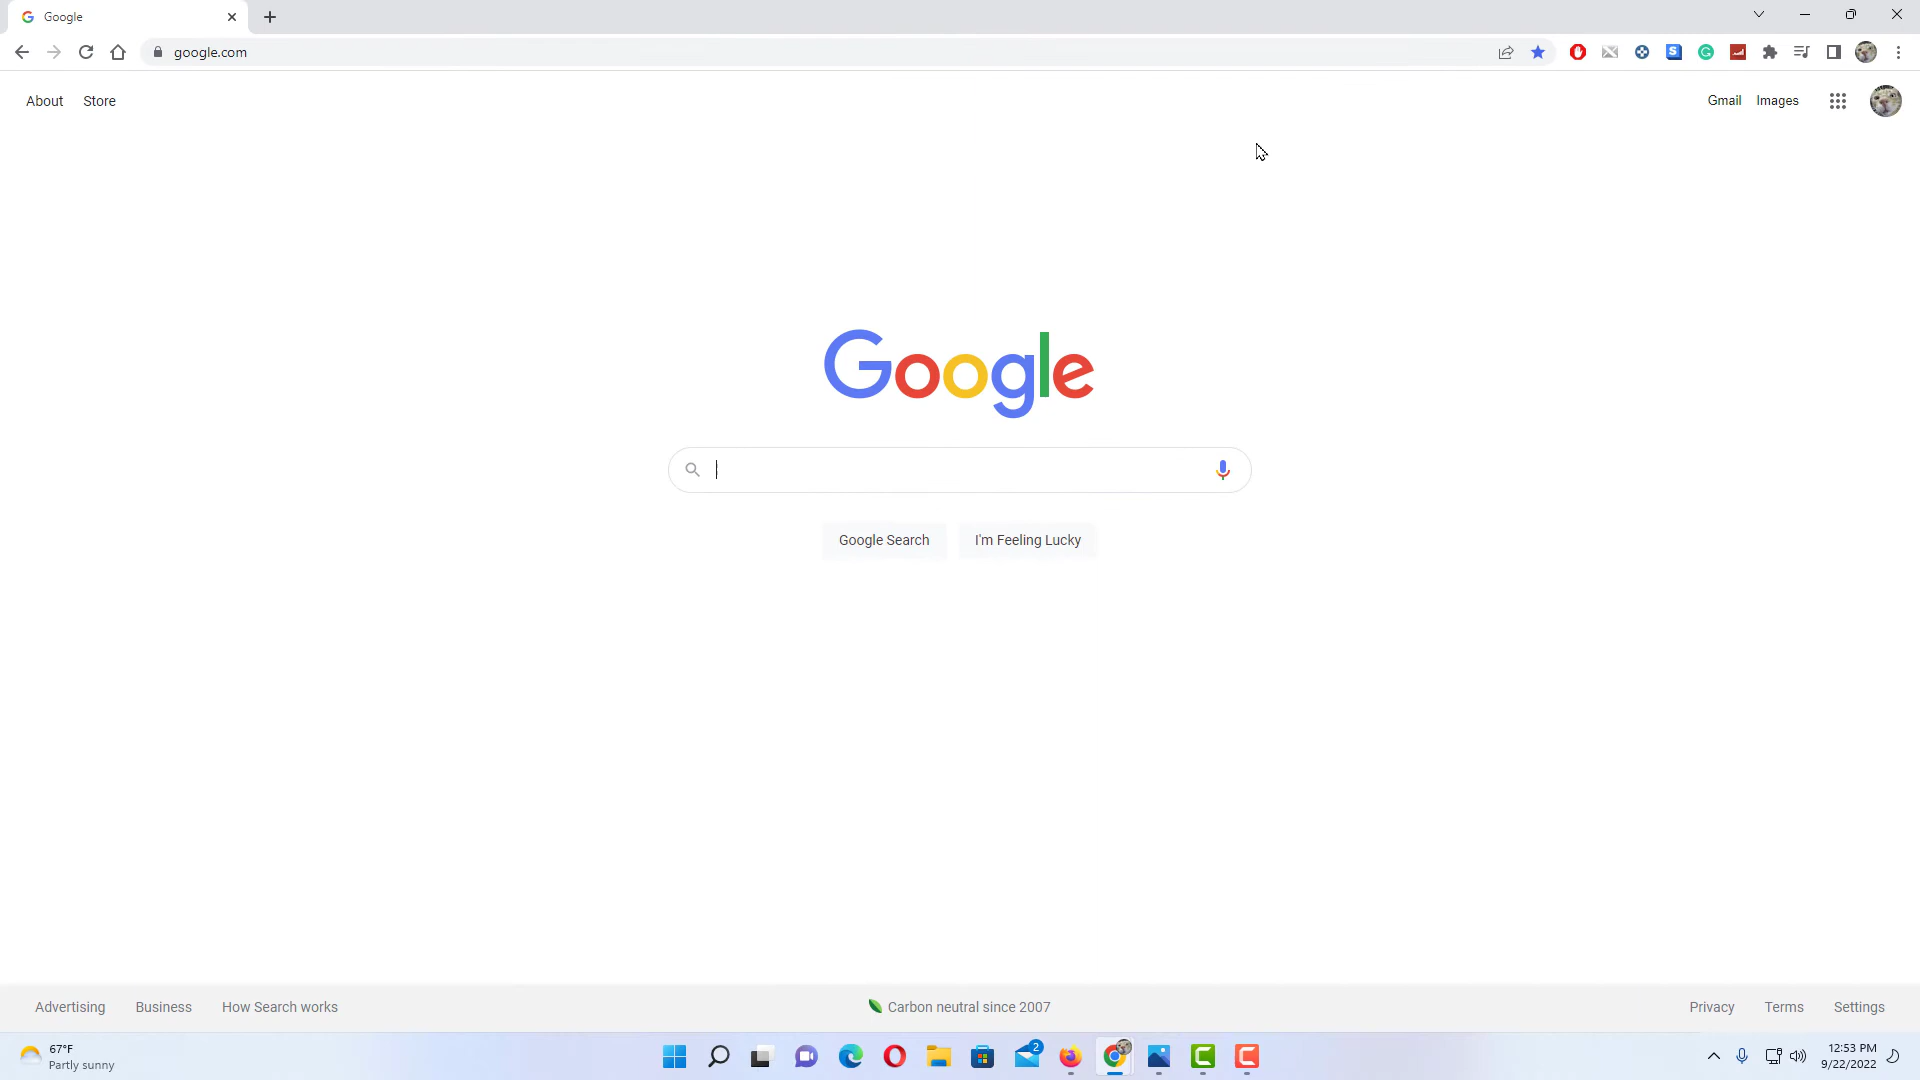 Google
google.com
About Store
Gmail Images
Google
Google Search I'm Feeling Lucky
Advertising Business How Search works
Carbon neutral since 2007
Privacy Terms Settings
67°F
Partly sunny
2
12:53 PM
9/22/2022